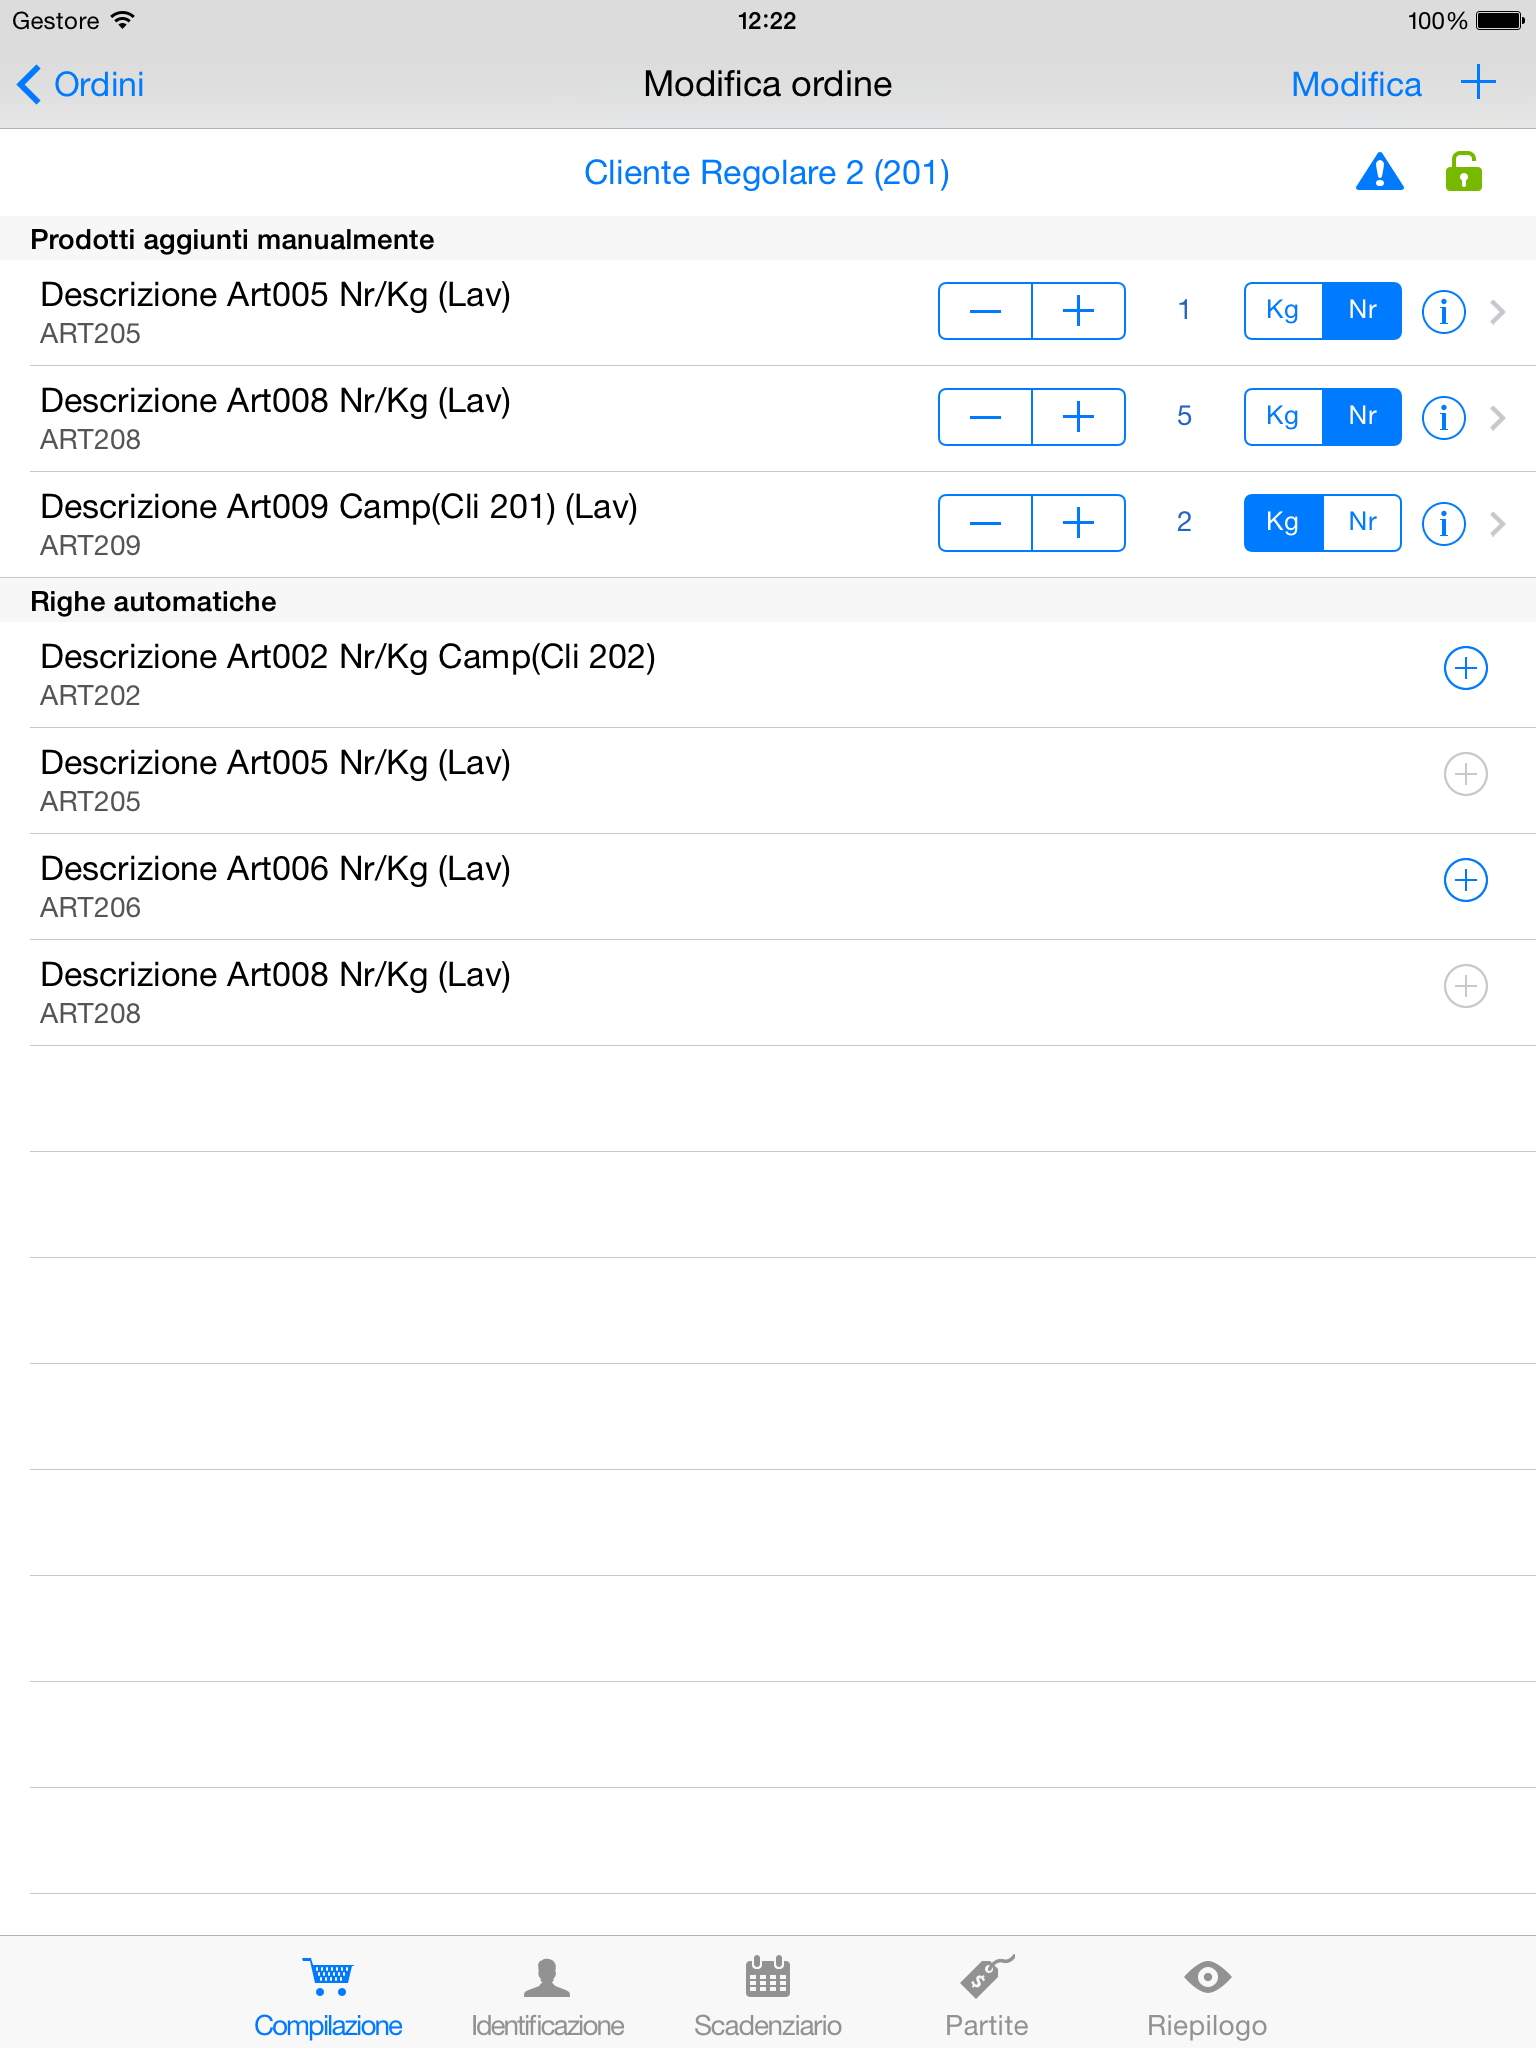 Gestore 12:22 100%
Ordini Modifica ordine Modifica
Cliente Regolare 2 (201)
Prodotti aggiunti manualmente
Descrizione Art005 Nr/Kg (Lav)
ART205
1 Kg Nr
Descrizione Art008 Nr/Kg (Lav)
ART208
5 Kg Nr
Descrizione Art009 Camp(Cli 201) (Lav)
ART209
2 Kg Nr
Righe automatiche
Descrizione Art002 Nr/Kg Camp(Cli 202)
ART202
Descrizione Art005 Nr/Kg (Lav)
ART205
Descrizione Art006 Nr/Kg (Lav)
ART206
Descrizione Art008 Nr/Kg (Lav)
ART208
Compilazione Identificazione Scadenziario Partite Riepilogo